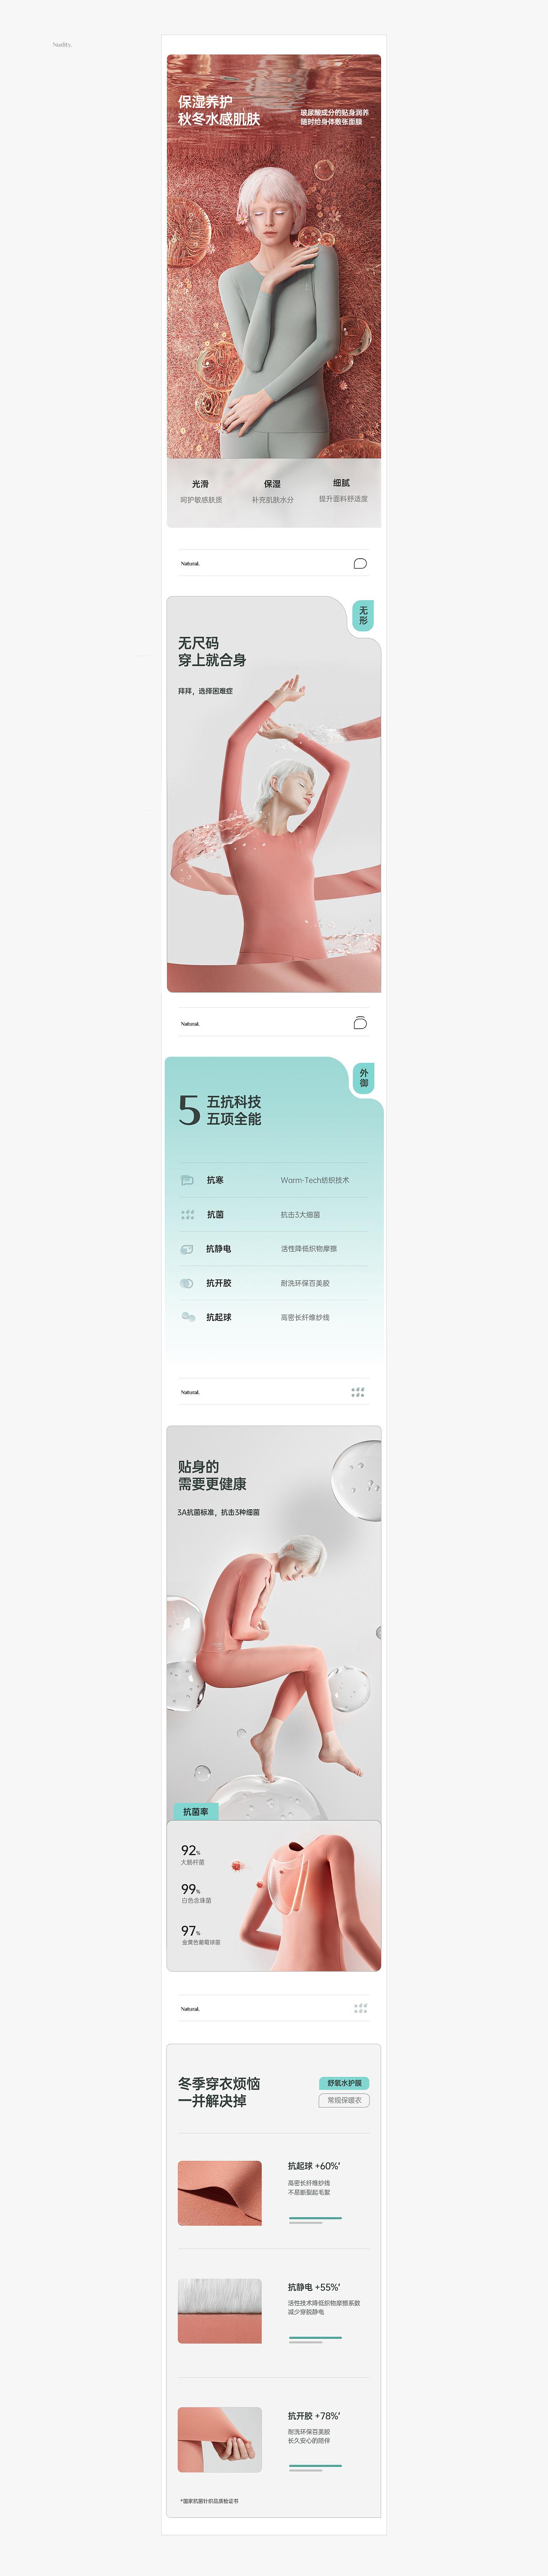 Nudity.
保湿养护
秋冬水感肌肤
玻尿酸成分的贴身润养
随时给身体敷张面膜
光滑
保湿
细腻
呵护敏感肤质
补充肌肤水分
提升面料舒适度
Natural.
无形
无尺码
穿上就合身
拜拜，选择困难症
Natural.
外御
5 五抗科技
五项全能
抗寒 Warm-Tech纺织技术
抗菌 抗击3大细菌
抗静电 活性降低织物摩擦
抗开胶 耐洗环保百美胶
抗起球 高密长纤维纱线
Natural.
贴身的
需要更健康
3A抗菌标准，抗击3种细菌
抗菌率
92%
大肠杆菌
99%
白色念珠菌
97%
金黄色葡萄球菌
Natural.
冬季穿衣烦恼
一并解决掉
舒氧水护膜
常规保暖衣
抗起球 +60%*
高密长纤维纱线
不易断裂起毛絮
抗静电 +55%*
活性技术降低织物摩擦系数
减少穿脱静电
抗开胶 +78%*
耐洗环保百美胶
长久安心的陪伴
*国家抗菌针织品质检证书